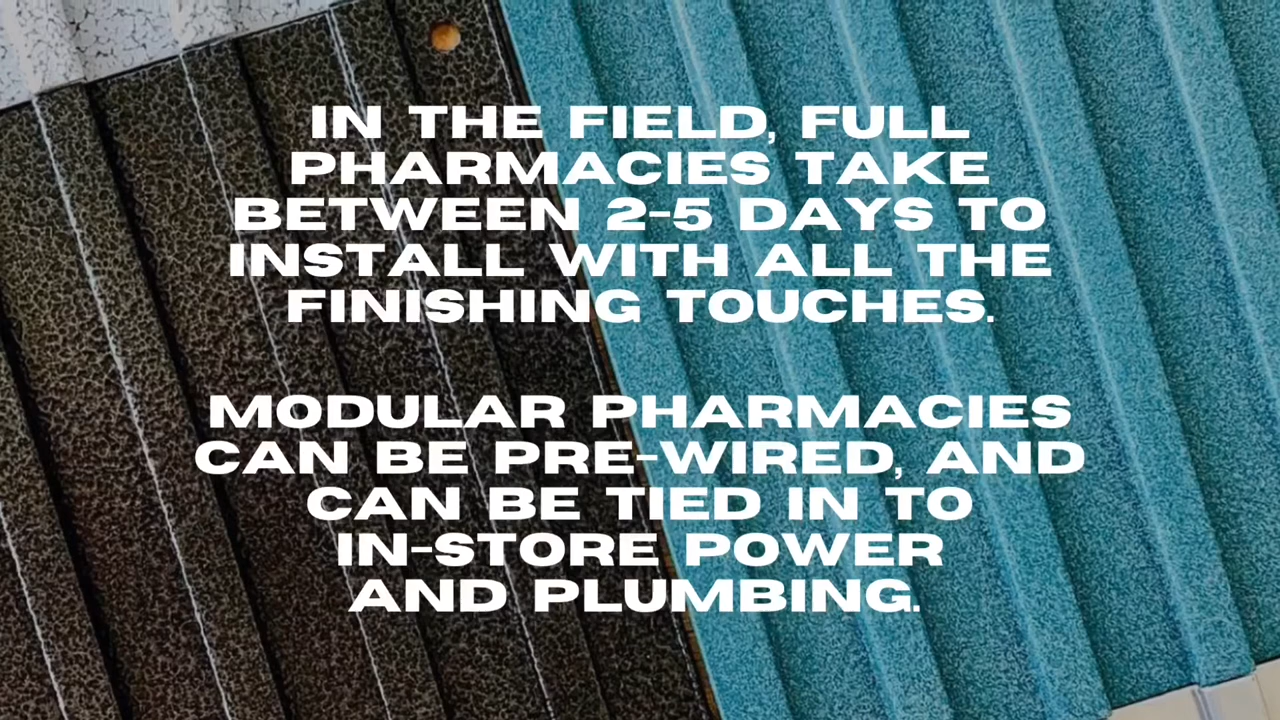 IN THE FIELD, FULL
PHARMACIES TAKE
BETWEEN 2-5 DAYS TO
INSTALL WITH ALL THE
FINISHING TOUCHES.
MODULAR PHARMACIES
CAN BE PRE-WIRED, AND
CAN BE TIED IN TO
IN-STORE POWER
AND PLUMBING.